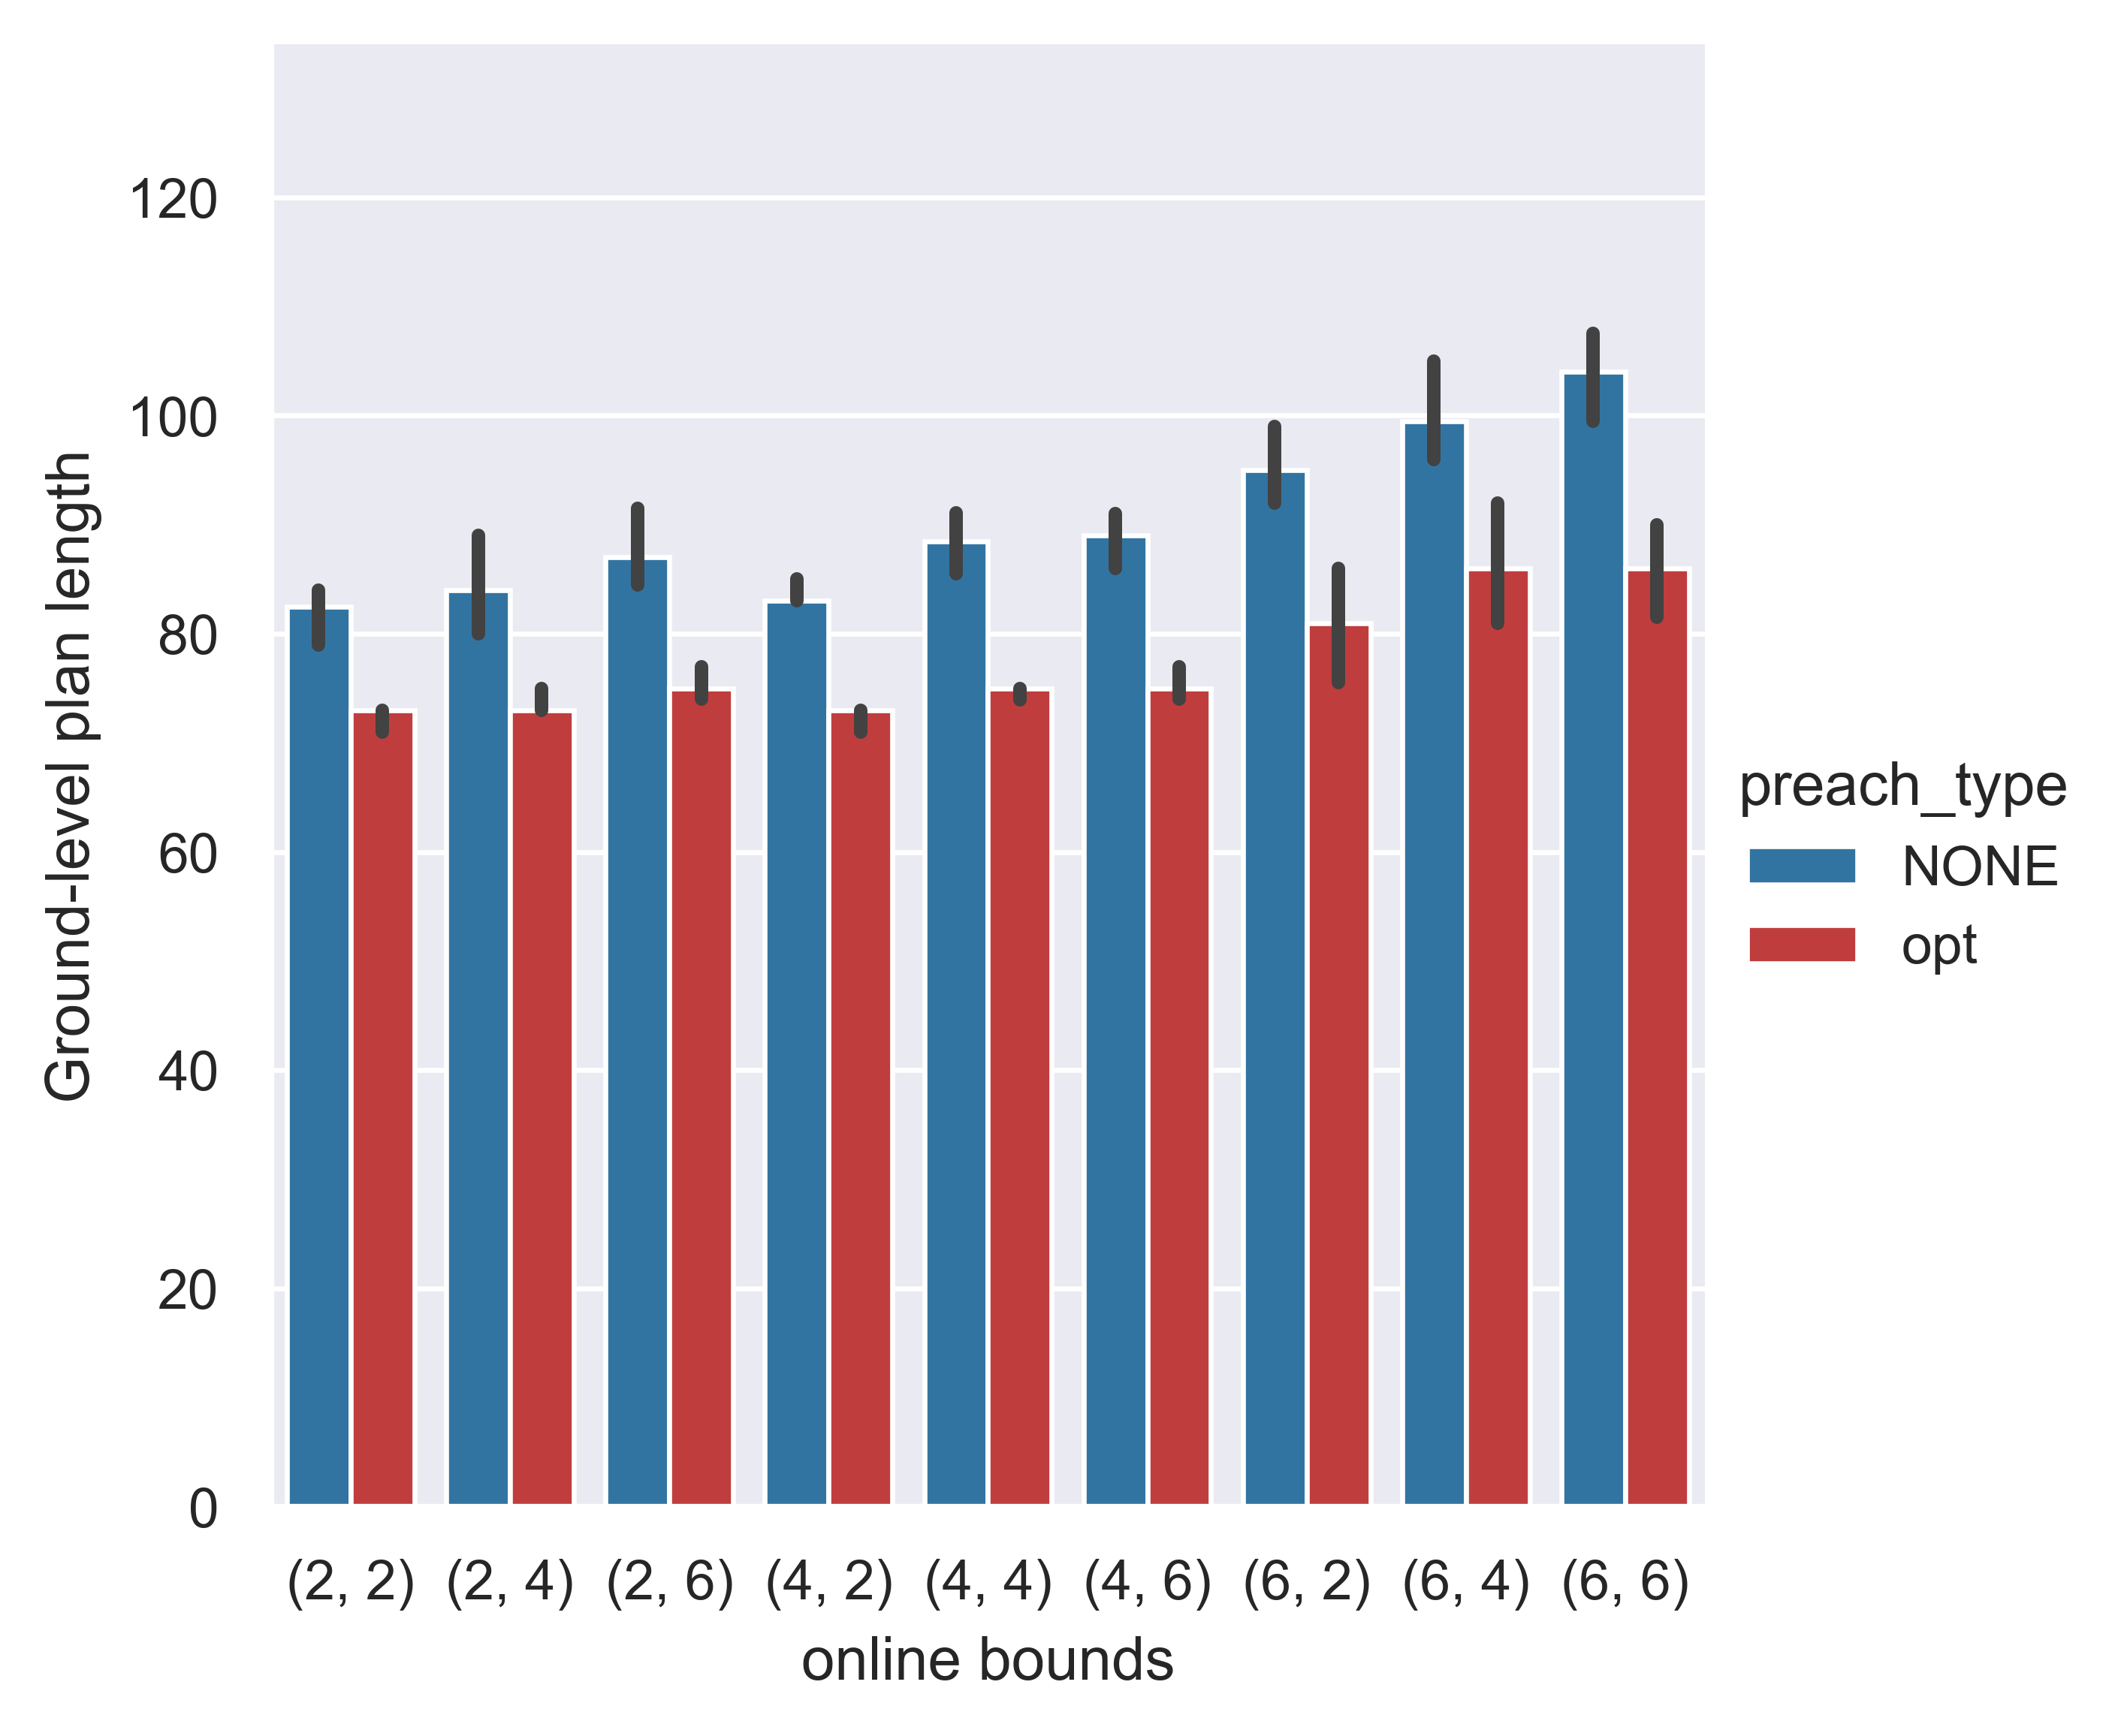 Ground-level plan length
120
100
80
60
40
20
0
(2, 2) (2, 4) (2, 6) (4, 2) (4, 4) (4, 6) (6, 2) (6, 4) (6, 6)
online bounds
preach_type
NONE
opt